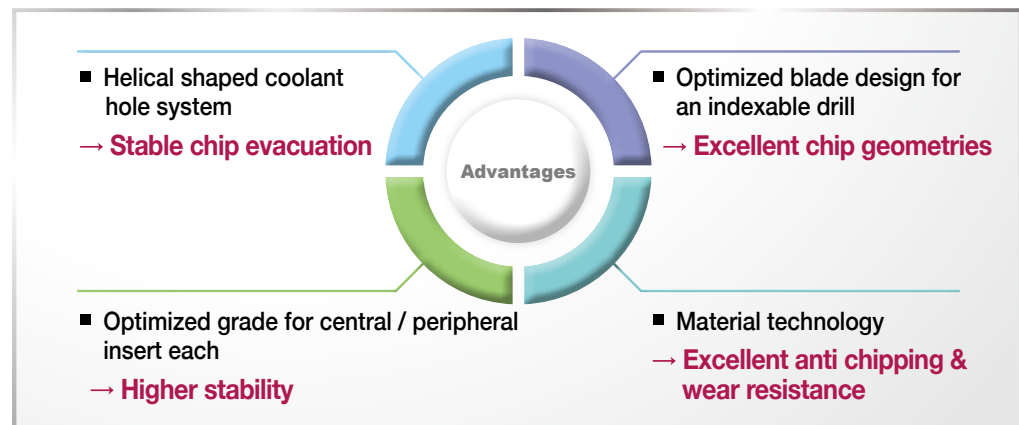 ■ Helical shaped coolant
hole system
→ Stable chip evacuation
■ Optimized blade design for
an indexable drill
→ Excellent chip geometries
Advantages
■ Optimized grade for central / peripheral
insert each
→ Higher stability
■ Material technology
→ Excellent anti chipping &
wear resistance